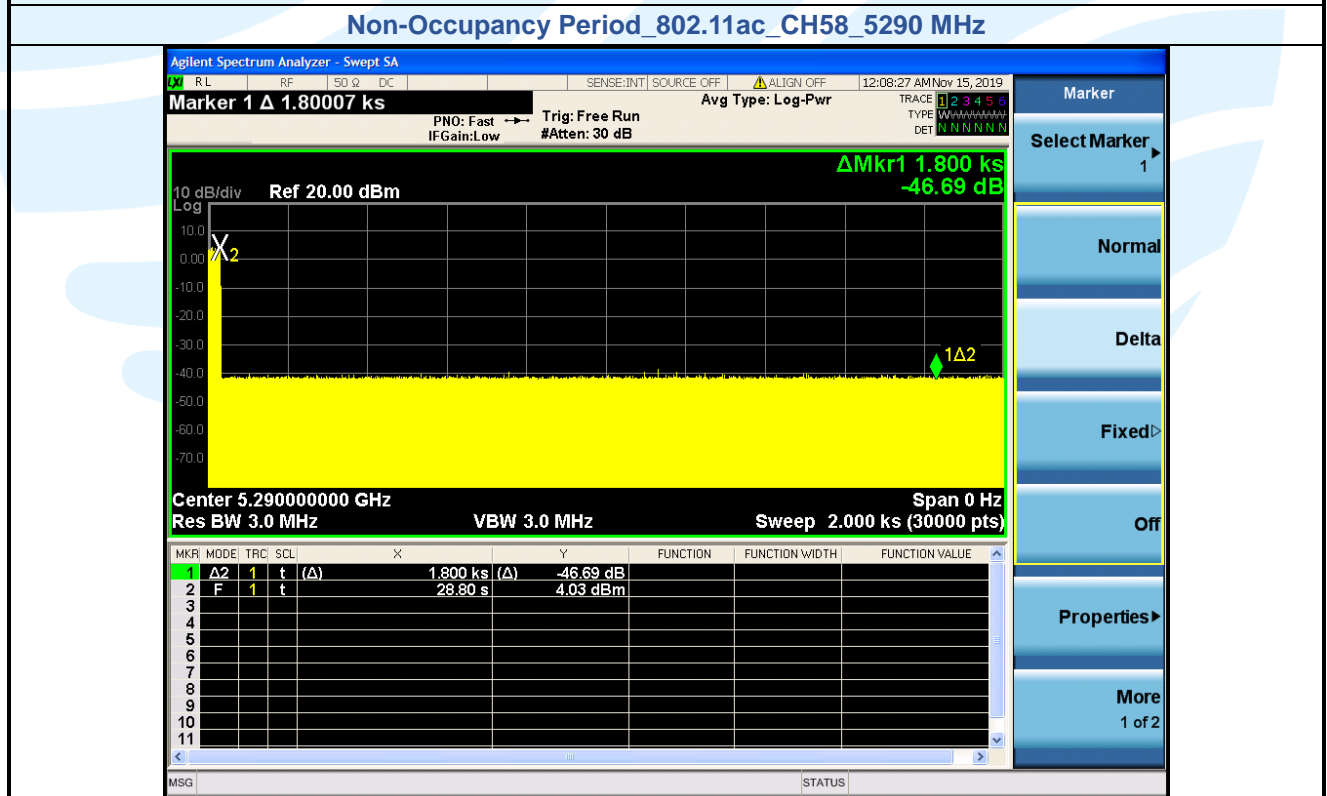 Non-Occupancy Period_802.11ac_CH58_5290 MHz
Agilent Spectrum Analyzer - Swept SA
LXI RL RF 50 Ω DC SENSE:INT SOURCE OFF ALIGN OFF 12:08:27 AM Nov 15, 2019
Marker 1 Δ 1.80007 ks
PNO: Fast
IFGain:Low
Trig: Free Run
#Atten: 30 dB
Avg Type: Log-Pwr
TRACE 1 2 3 4 5 6
TYPE WWWWWW
DET N N N N N N
ΔMkr1 1.800 ks
-46.69 dB
10 dB/div Ref 20.00 dBm
Log
10.0
0.00
-10.0
-20.0
-30.0
-40.0
-50.0
-60.0
-70.0
2
1Δ2
Center 5.290000000 GHz Span 0 Hz
Res BW 3.0 MHz VBW 3.0 MHz Sweep 2.000 ks (30000 pts)
MKR MODE TRC SCL X Y FUNCTION FUNCTION WIDTH FUNCTION VALUE
1 Δ2 1 t (Δ) 1.800 ks (Δ) -46.69 dB
2 F 1 t 28.80 s 4.03 dBm
3
4
5
6
7
8
9
10
11
MSG STATUS
Marker
Select Marker
1
Normal
Delta
Fixed
Off
Properties
More
1 of 2